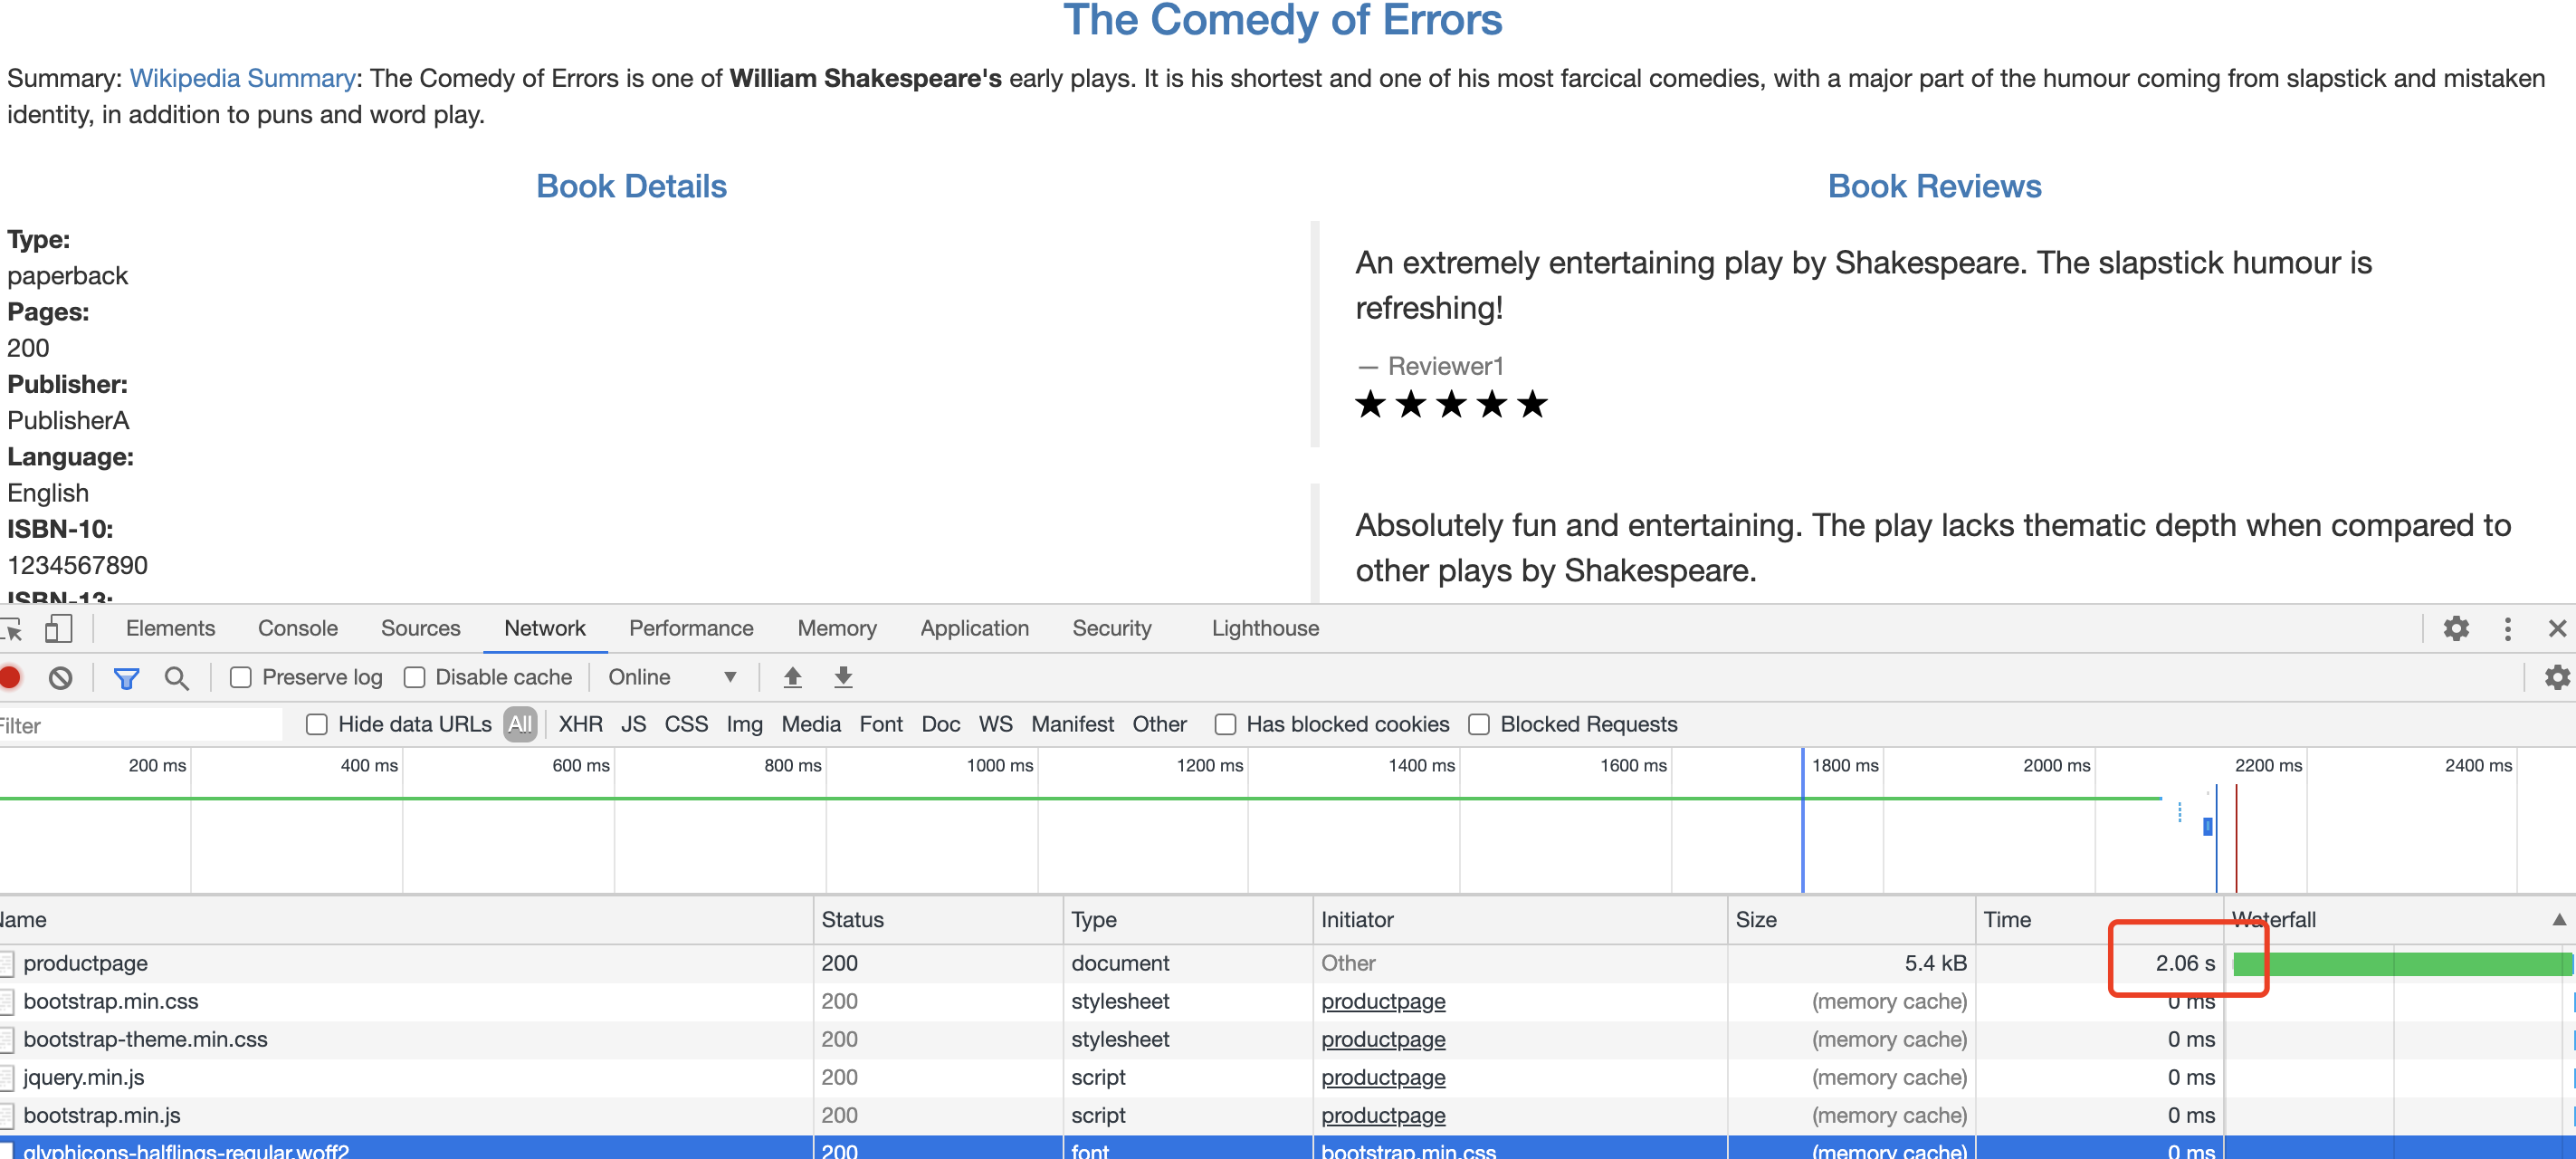 The Comedy of Errors
Summary: Wikipedia Summary: The Comedy of Errors is one of William Shakespeare's early plays. It is his shortest and one of his most farcical comedies, with a major part of the humour coming from slapstick and mistaken
identity, in addition to puns and word play.
Book Details
Type:
paperback
Pages:
200
Publisher:
PublisherA
Language:
English
ISBN-10:
1234567890
ISBN-13:
Book Reviews
An extremely entertaining play by Shakespeare. The slapstick humour is
refreshing!
— Reviewer1
★★★★★
Absolutely fun and entertaining. The play lacks thematic depth when compared to
other plays by Shakespeare.
Elements Console Sources Network Performance Memory Application Security Lighthouse
Preserve log Disable cache Online
Filter Hide data URLs All XHR JS CSS Img Media Font Doc WS Manifest Other Has blocked cookies Blocked Requests
200 ms 400 ms 600 ms 800 ms 1000 ms 1200 ms 1400 ms 1600 ms 1800 ms 2000 ms 2200 ms 2400 ms
Name Status Type Initiator Size Time Waterfall
productpage 200 document Other 5.4 kB 2.06 s
bootstrap.min.css 200 stylesheet productpage (memory cache) 0 ms
bootstrap-theme.min.css 200 stylesheet productpage (memory cache) 0 ms
jquery.min.js 200 script productpage (memory cache) 0 ms
bootstrap.min.js 200 script productpage (memory cache) 0 ms
glyphicons-halflings-regular.woff2 200 font bootstrap.min.css (memory cache) 0 ms